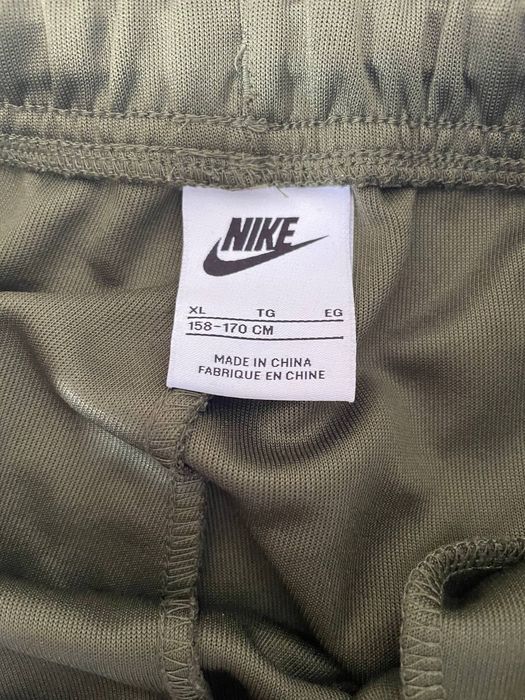 NIKE
XL TG EG
158-170 CM
MADE IN CHINA
FABRIQUE EN CHINE